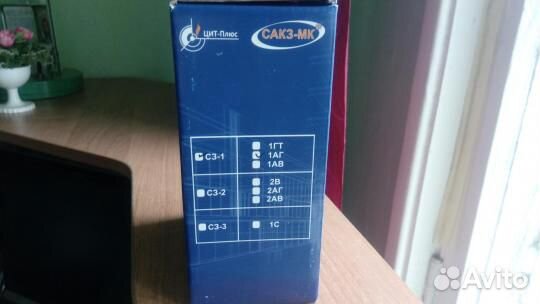 ЦИТ-Плюс
САКЗ-МК®
СЗ-1
1ГТ
1АГ
1АВ
СЗ-2
2В
2АГ
2АВ
СЗ-3
1С
Avito